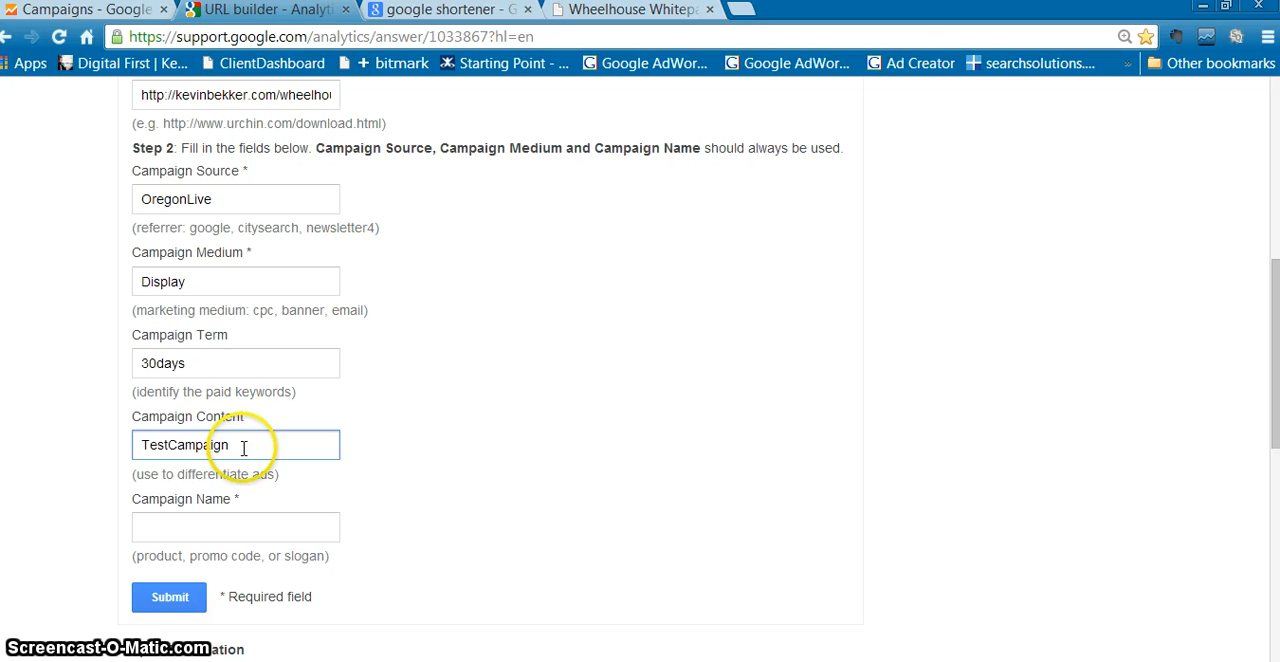 Campaigns - Google
URL builder - Analyti
google shortener - G
Wheelhouse Whitepa
https://support.google.com/analytics/answer/1033867?hl=en
Apps
Digital First | Ke...
ClientDashboard
+ bitmark
Starting Point - ...
Google AdWor...
Google AdWor...
Ad Creator
searchsolutions....
»
Other bookmarks
http://kevinbekker.com/wheelhou
(e.g. http://www.urchin.com/download.html)
Step 2: Fill in the fields below. Campaign Source, Campaign Medium and Campaign Name should always be used.
Campaign Source *
OregonLive
(referrer: google, citysearch, newsletter4)
Campaign Medium *
Display
(marketing medium: cpc, banner, email)
Campaign Term
30days
(identify the paid keywords)
Campaign Content
TestCampaign
(use to differentiate ads)
Campaign Name *
(product, promo code, or slogan)
Submit
* Required field
Screencast-O-Matic.com